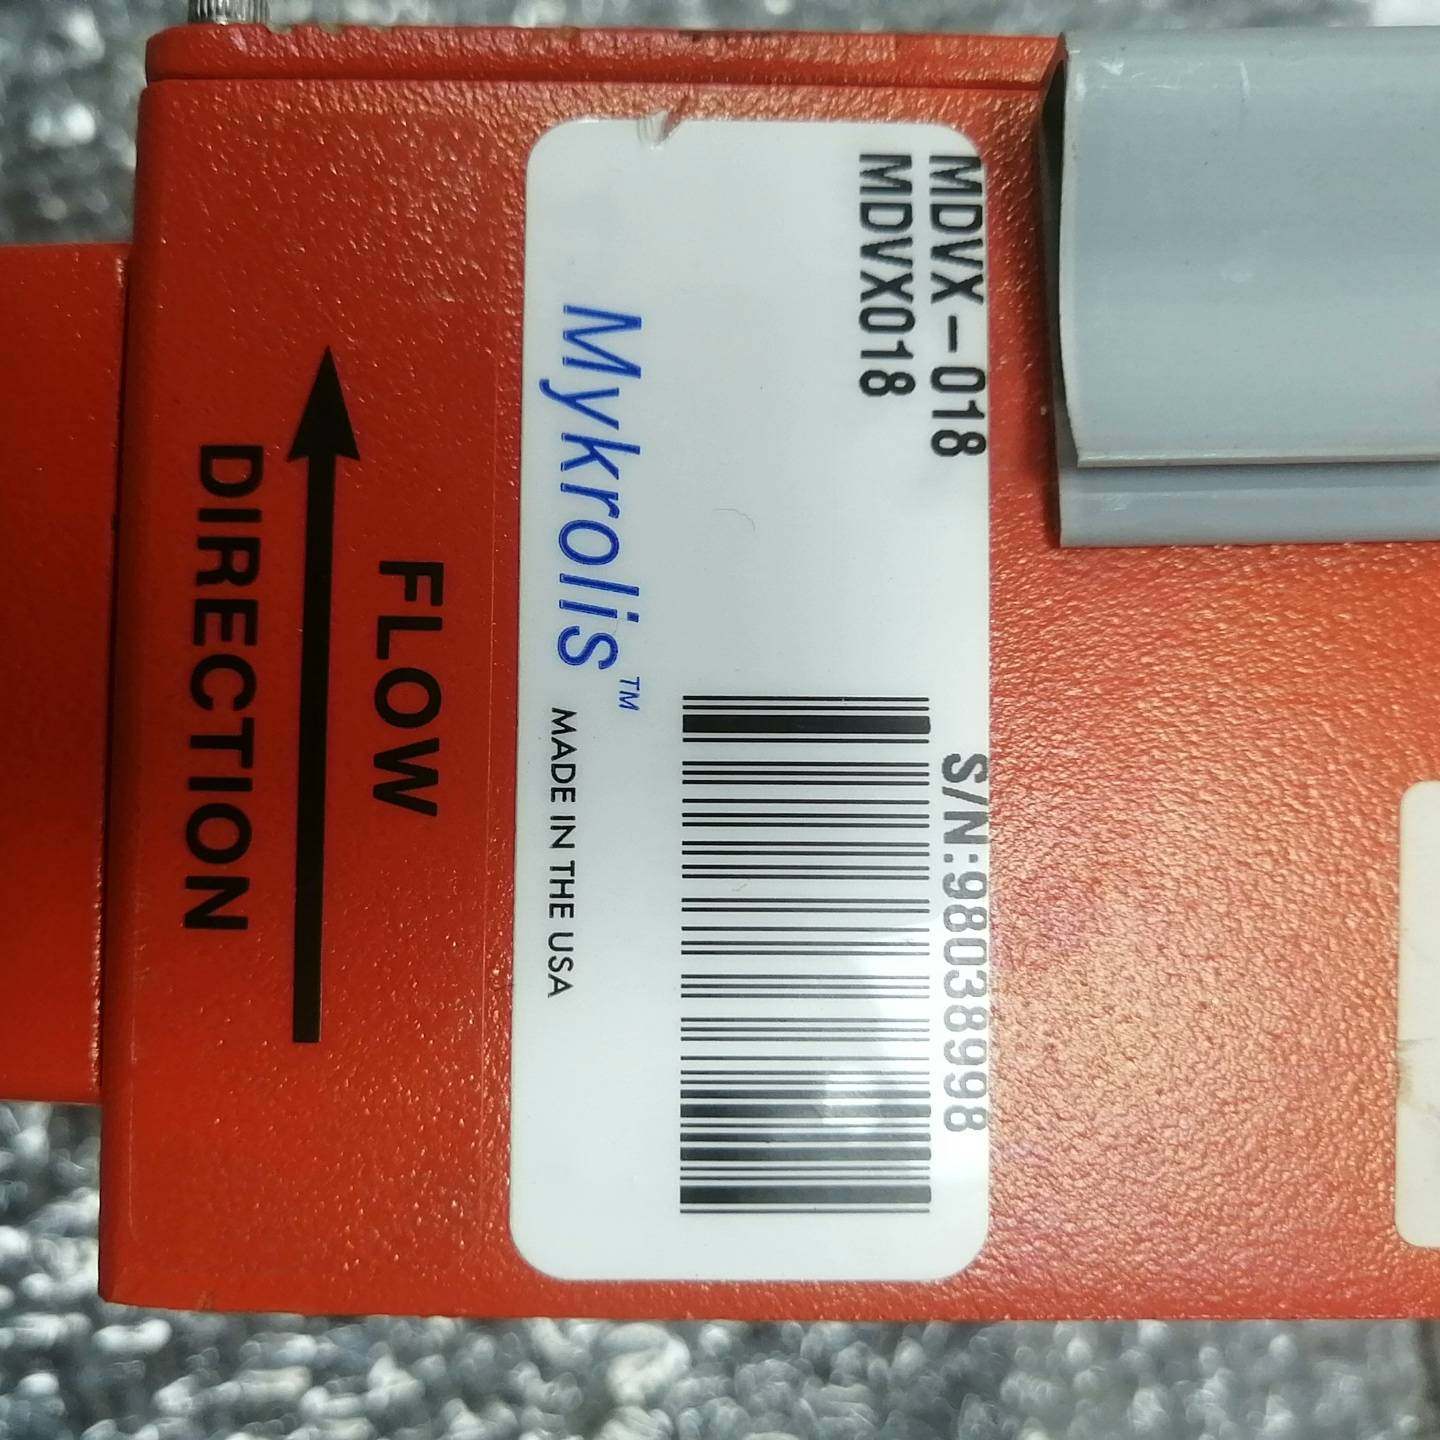 MDVX-018
MDVX018
S/N:98038998
Mykrolis™ MADE IN THE USA
FLOW
DIRECTION